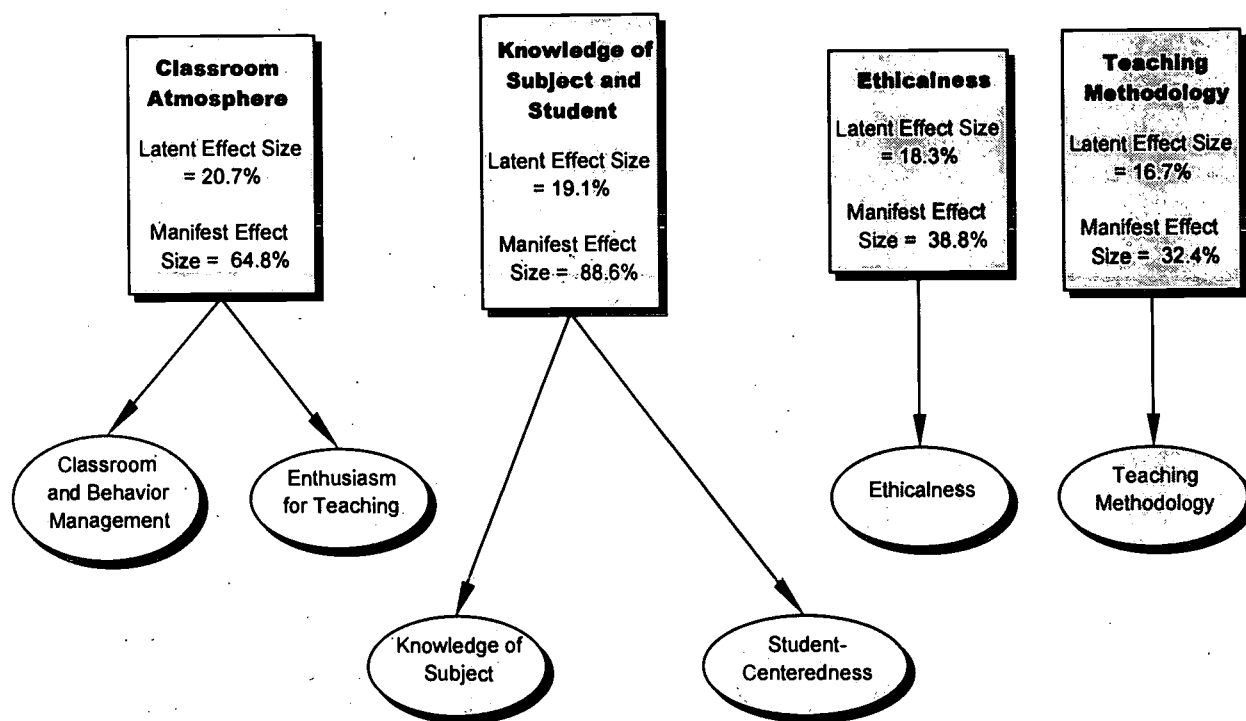 Classroom
Atmosphere
Latent Effect Size
= 20.7%
Manifest Effect
Size = 64.8%
Knowledge of
Subject and
Student
Latent Effect Size
= 19.1%
Manifest Effect
Size = 88.6%
Ethicalness
Latent Effect Size
= 18.3%
Manifest Effect
Size = 38.8%
Teaching
Methodology
Latent Effect Size
= 16.7%
Manifest Effect
Size = 32.4%
Classroom
and Behavior
Management
Enthusiasm
for Teaching
Ethicalness
Teaching
Methodology
Knowledge of
Subject
Student-
Centeredness